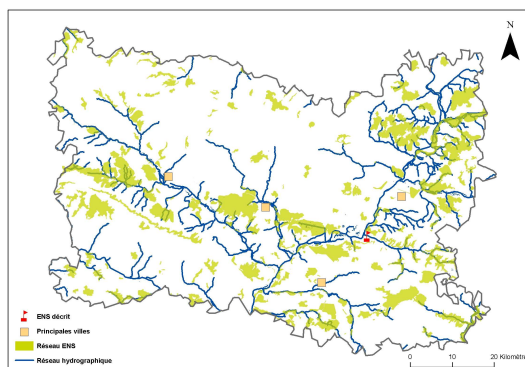 N
ENS décrit
Principales villes
Réseau ENS
Réseau hydrographique
0 10 20 Kilomètr